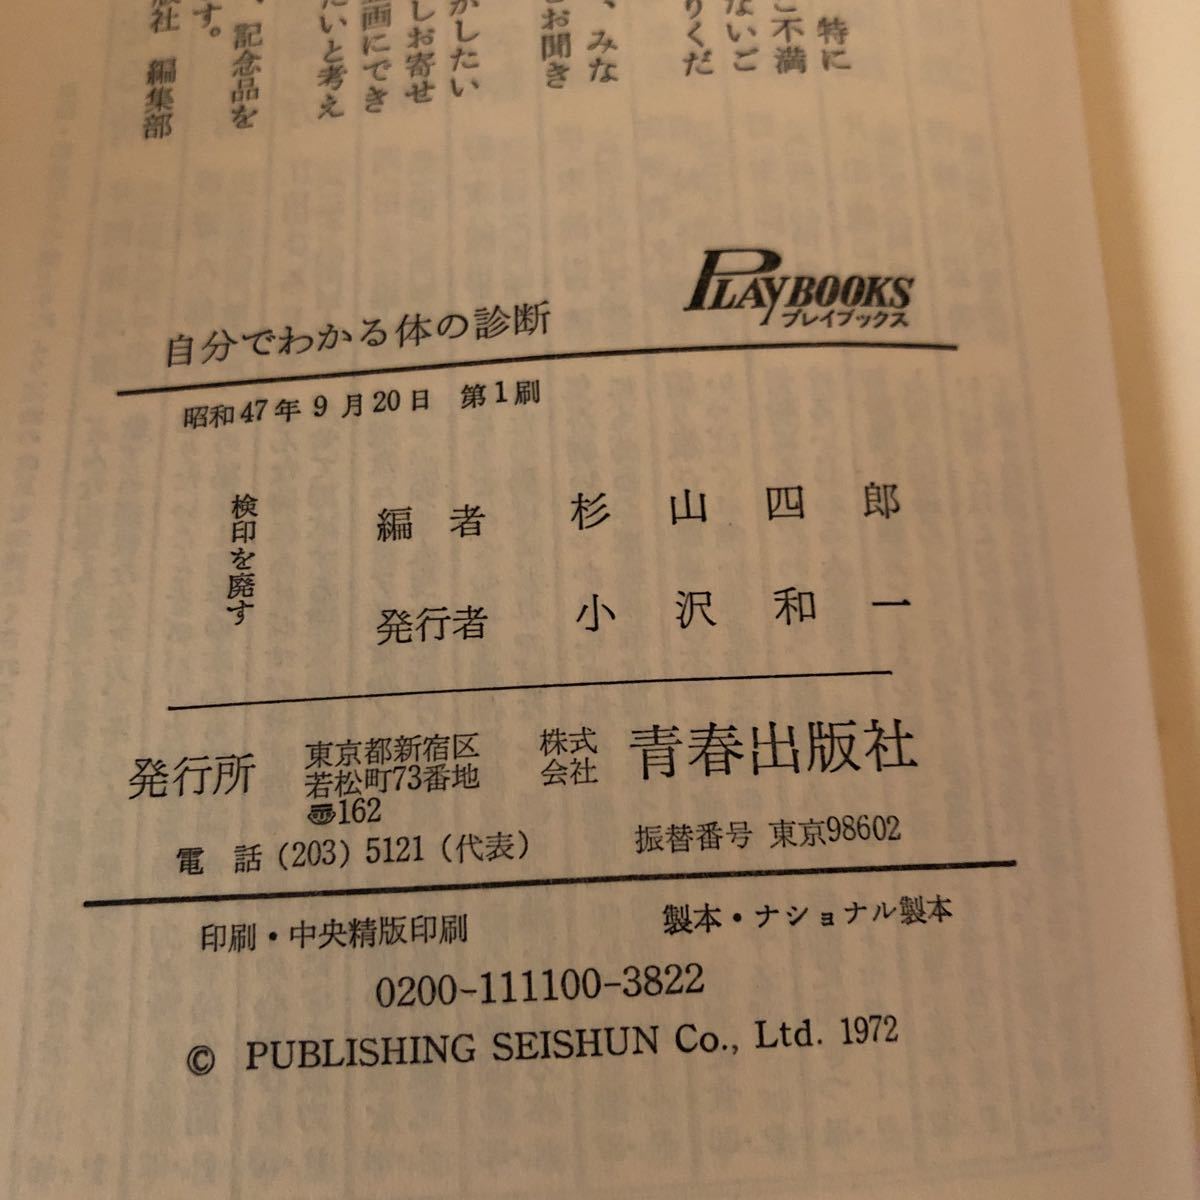 特に
ご不満
ないご
りくだ
、みな
お聞き
がしたい
しお寄せ
画にでき
たいと考え
、記念品を
す。
版社 編集部
PLAYBOOKS
プレイブックス
自分でわかる体の診断
昭和47年9月20日 第1刷
検印を廃す
編者 杉山四郎
発行者 小沢和一
発行所
東京都新宿区
若松町73番地
〠162
株式
会社
青春出版社
電話(203)5121(代表)
振替番号 東京98602
印刷・中央精版印刷
製本・ナショナル製本
0200-111100-3822
© PUBLISHING SEISHUN Co., Ltd. 1972